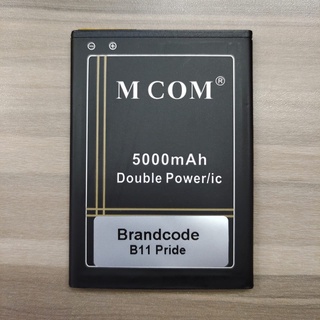 M COM®
5000mAh
Double Power/ic
Brandcode
B11 Pride